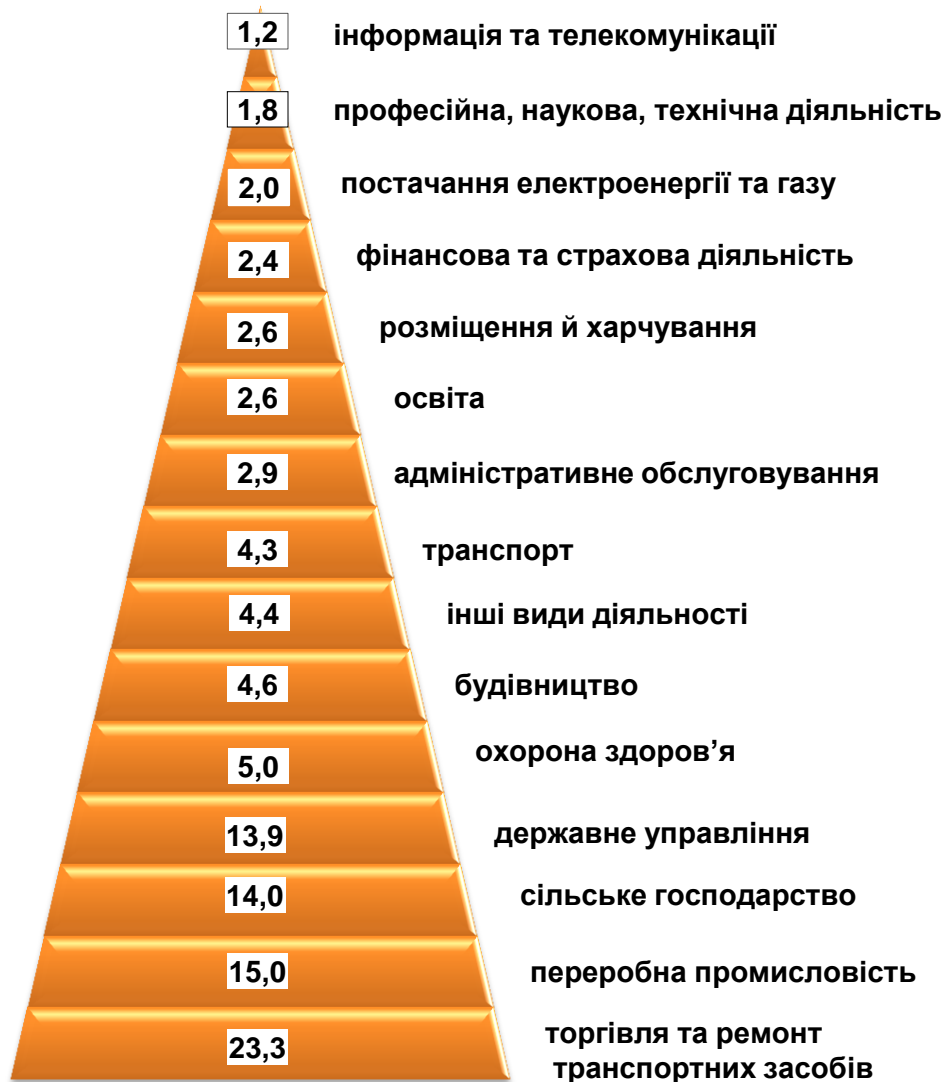 1,2 інформація та телекомунікації
1,8 професійна, наукова, технічна діяльність
2,0 постачання електроенергії та газу
2,4 фінансова та страхова діяльність
2,6 розміщення й харчування
2,6 освіта
2,9 адміністративне обслуговування
4,3 транспорт
4,4 інші види діяльності
4,6 будівництво
5,0 охорона здоров’я
13,9 державне управління
14,0 сільське господарство
15,0 переробна промисловість
23,3 торгівля та ремонт
транспортних засобів